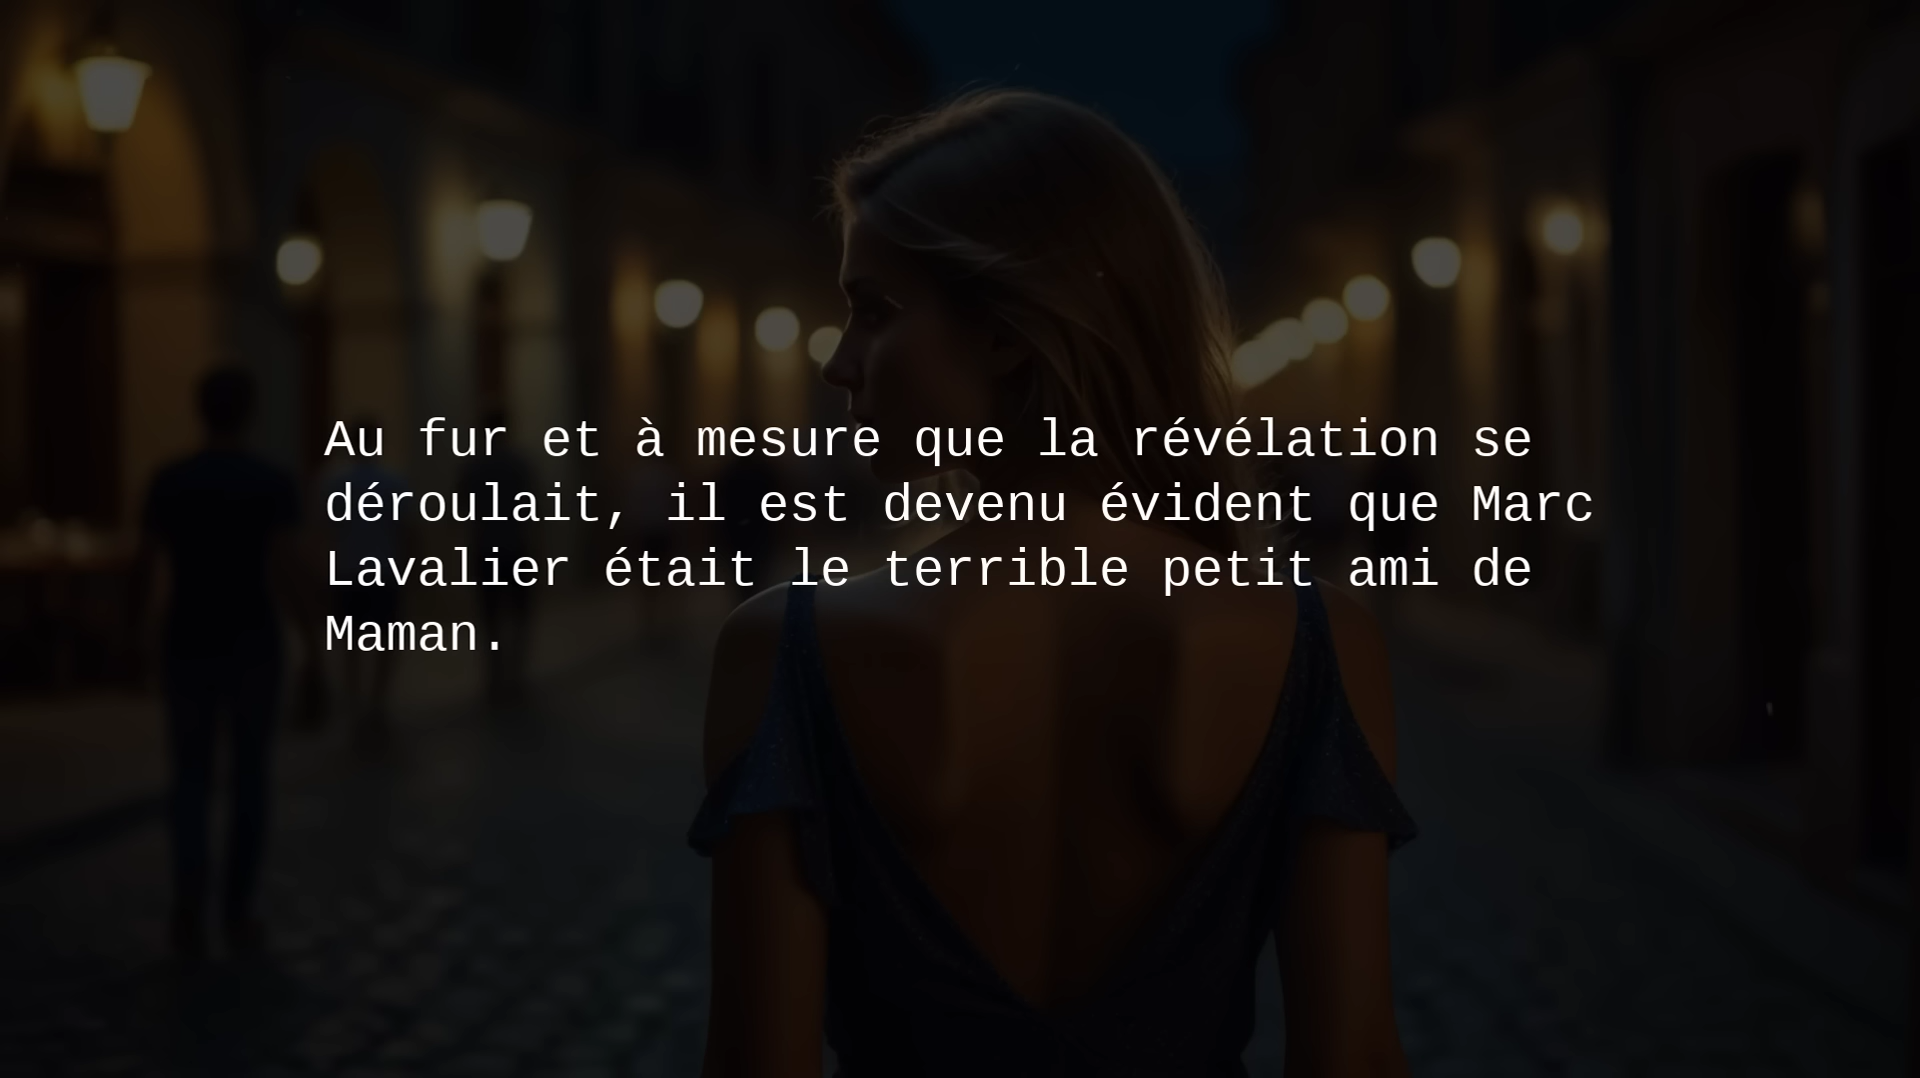 Au fur et à mesure que la révélation se
déroulait, il est devenu évident que Marc
Lavalier était le terrible petit ami de
Maman.